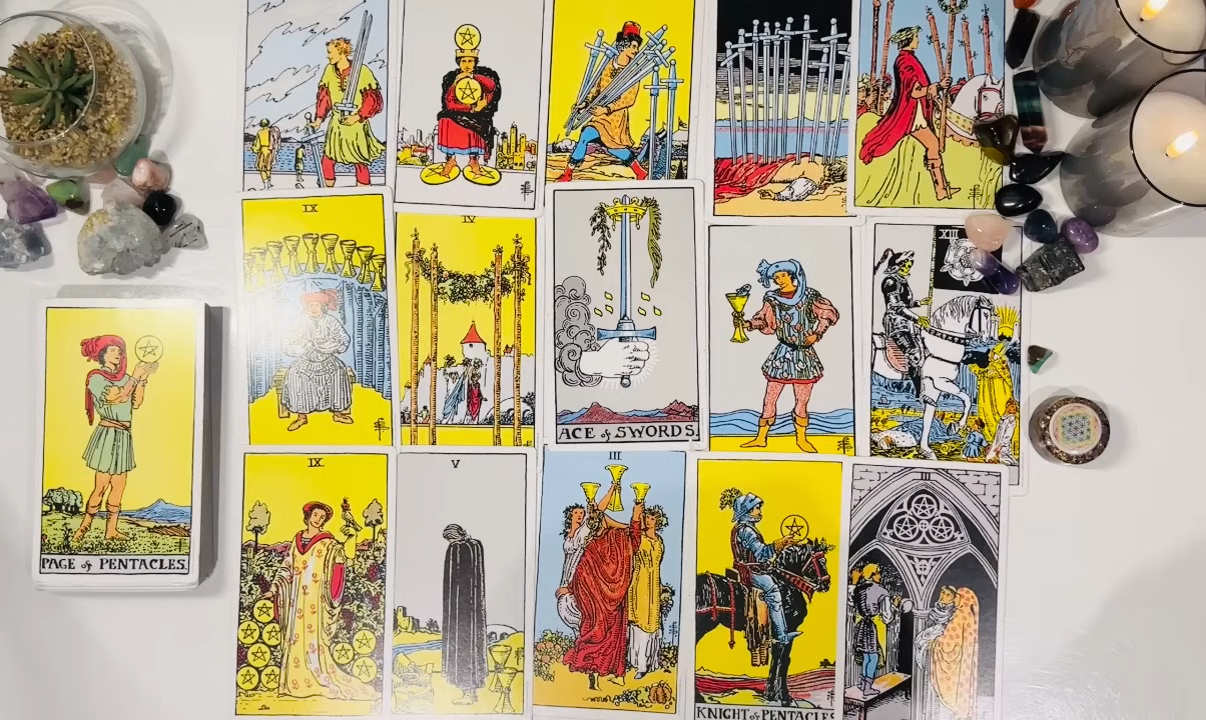 IX
IV
ACE of SWORDS.
XIII
PAGE of PENTACLES.
IX
V
III
KNIGHT of PENTACLES
III